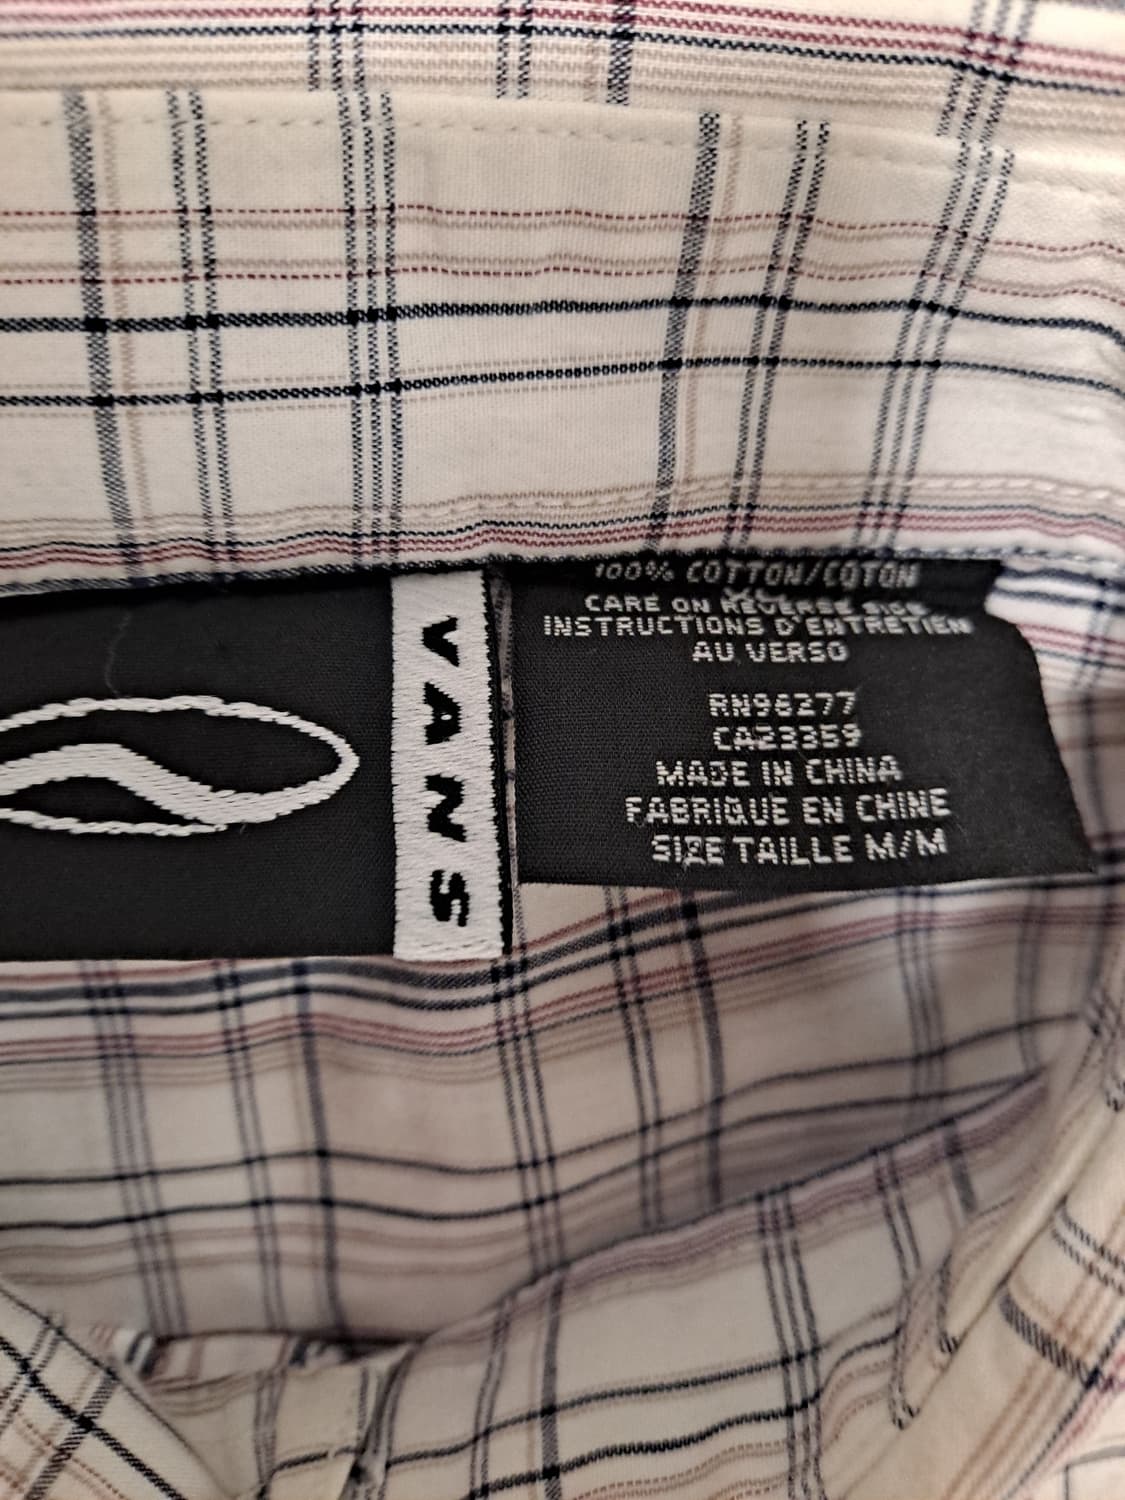 VANS
100% COTTON/COTON
CARE ON REVERSE SIDE
INSTRUCTIONS D'ENTRETIEN
AU VERSO
RN96277
CA23359
MADE IN CHINA
FABRIQUE EN CHINE
SIZE TAILLE M/M